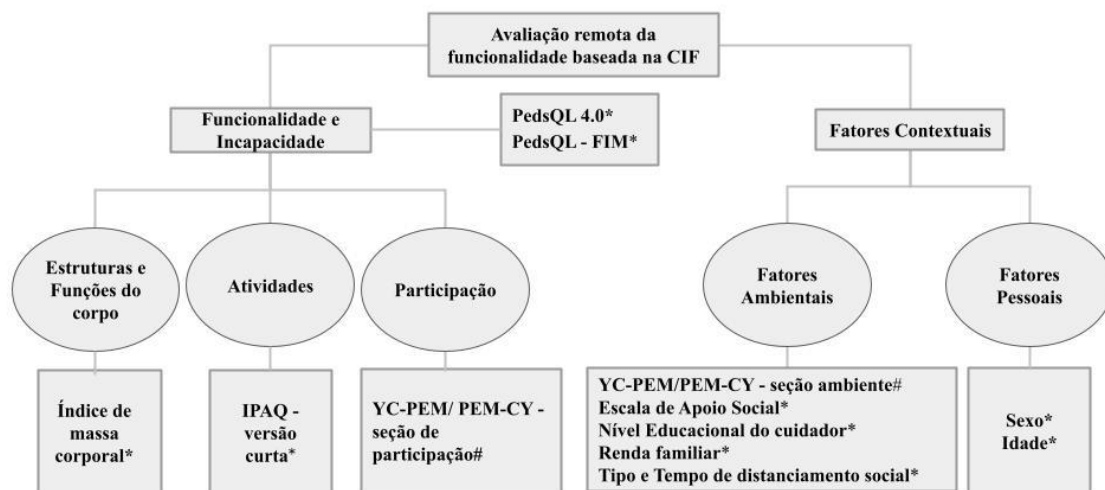 Avaliação remota da
funcionalidade baseada na CIF
Funcionalidade e
Incapacidade
PedsQL 4.0*
PedsQL - FIM*
Fatores Contextuais
Estruturas e
Funções do
corpo
Atividades
Participação
Fatores
Ambientais
Fatores
Pessoais
Índice de
massa
corporal*
IPAQ -
versão
curta*
YC-PEM/ PEM-CY -
seção de
participação#
YC-PEM/PEM-CY - seção ambiente#
Escala de Apoio Social*
Nível Educacional do cuidador*
Renda familiar*
Tipo e Tempo de distanciamento social*
Sexo*
Idade*